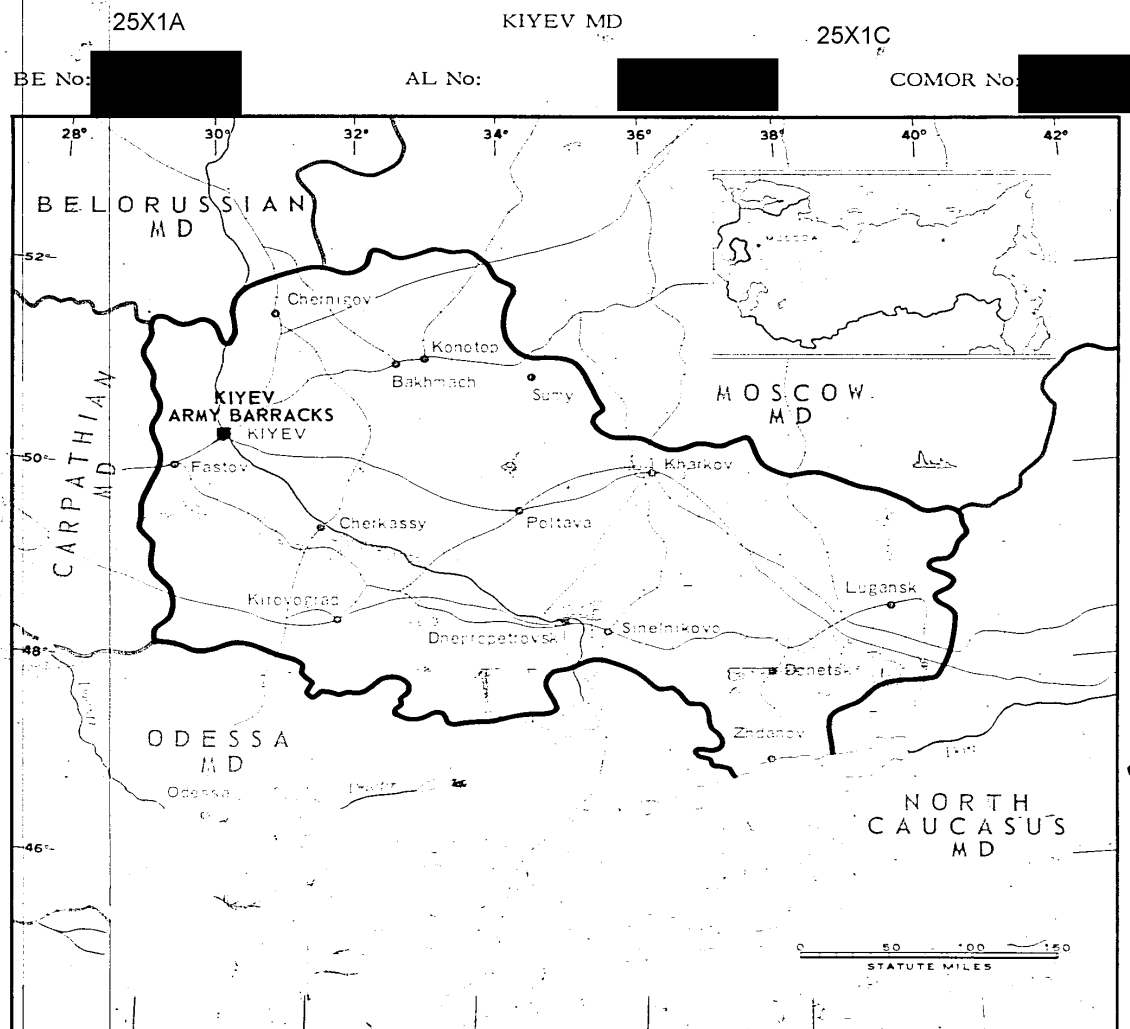 25X1A
KIYEV MD
25X1C
BE No:
AL No:
COMOR No:
28°
30°
32°
34°
36°
38°
40°
42°
BELORUSSIAN
MD
MOSCOW
52°
Chernigov
Konotop
Bakhmach
Sumy
MOSCOW
MD
CARPATHIAN
MD
KIYEV
ARMY BARRACKS
KIYEV
50°
Fastov
Kharkov
Cherkassy
Poltava
Kirovograd
Lugansk
Dnepropetrovsk
Sinelnikovo
48°
Donetsk
Zhdanov
ODESSA
MD
Odessa
NORTH
CAUCASUS
MD
46°
0 50 100 150
STATUTE MILES